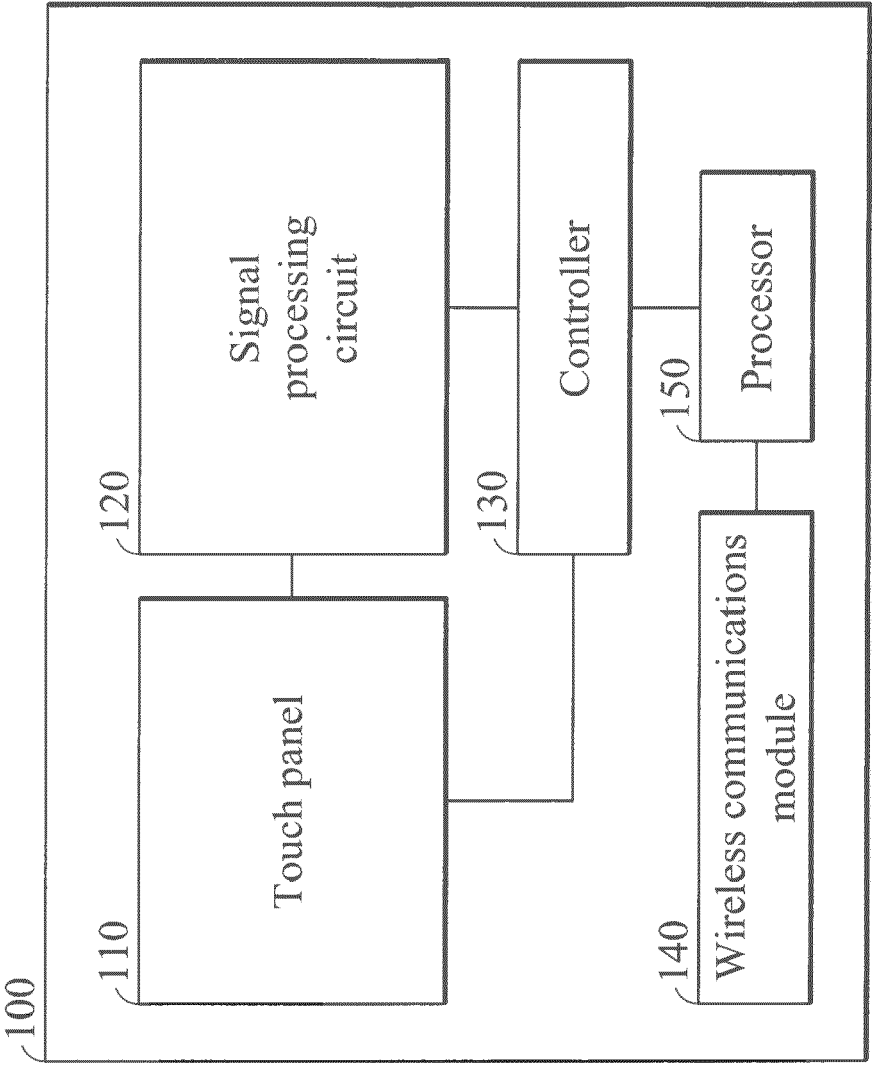 100
110
Touch panel
120
Signal
processing
circuit
130
Controller
140
Wireless communications
module
150
Processor